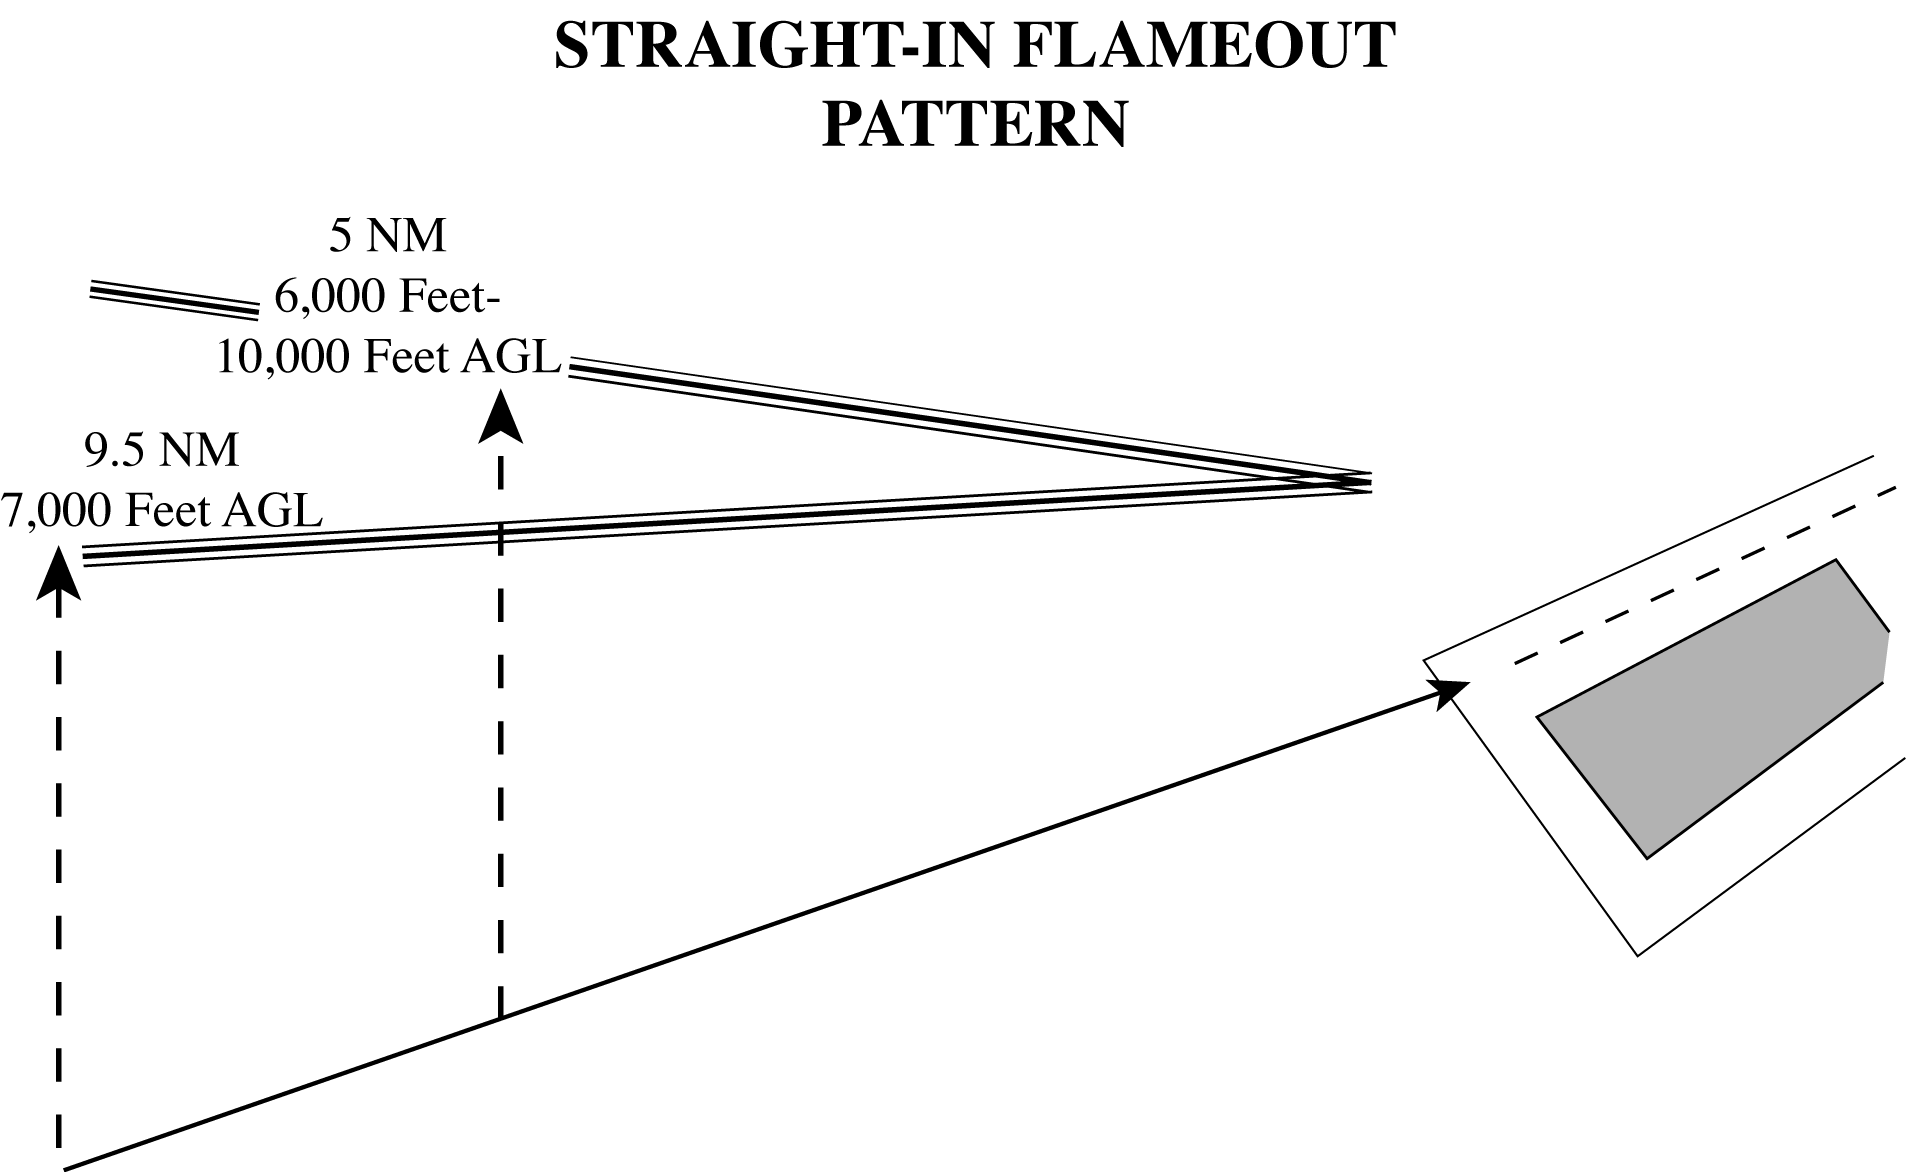 STRAIGHT-IN FLAMEOUT
PATTERN
5 NM
6,000 Feet-
10,000 Feet AGL
9.5 NM
7,000 Feet AGL